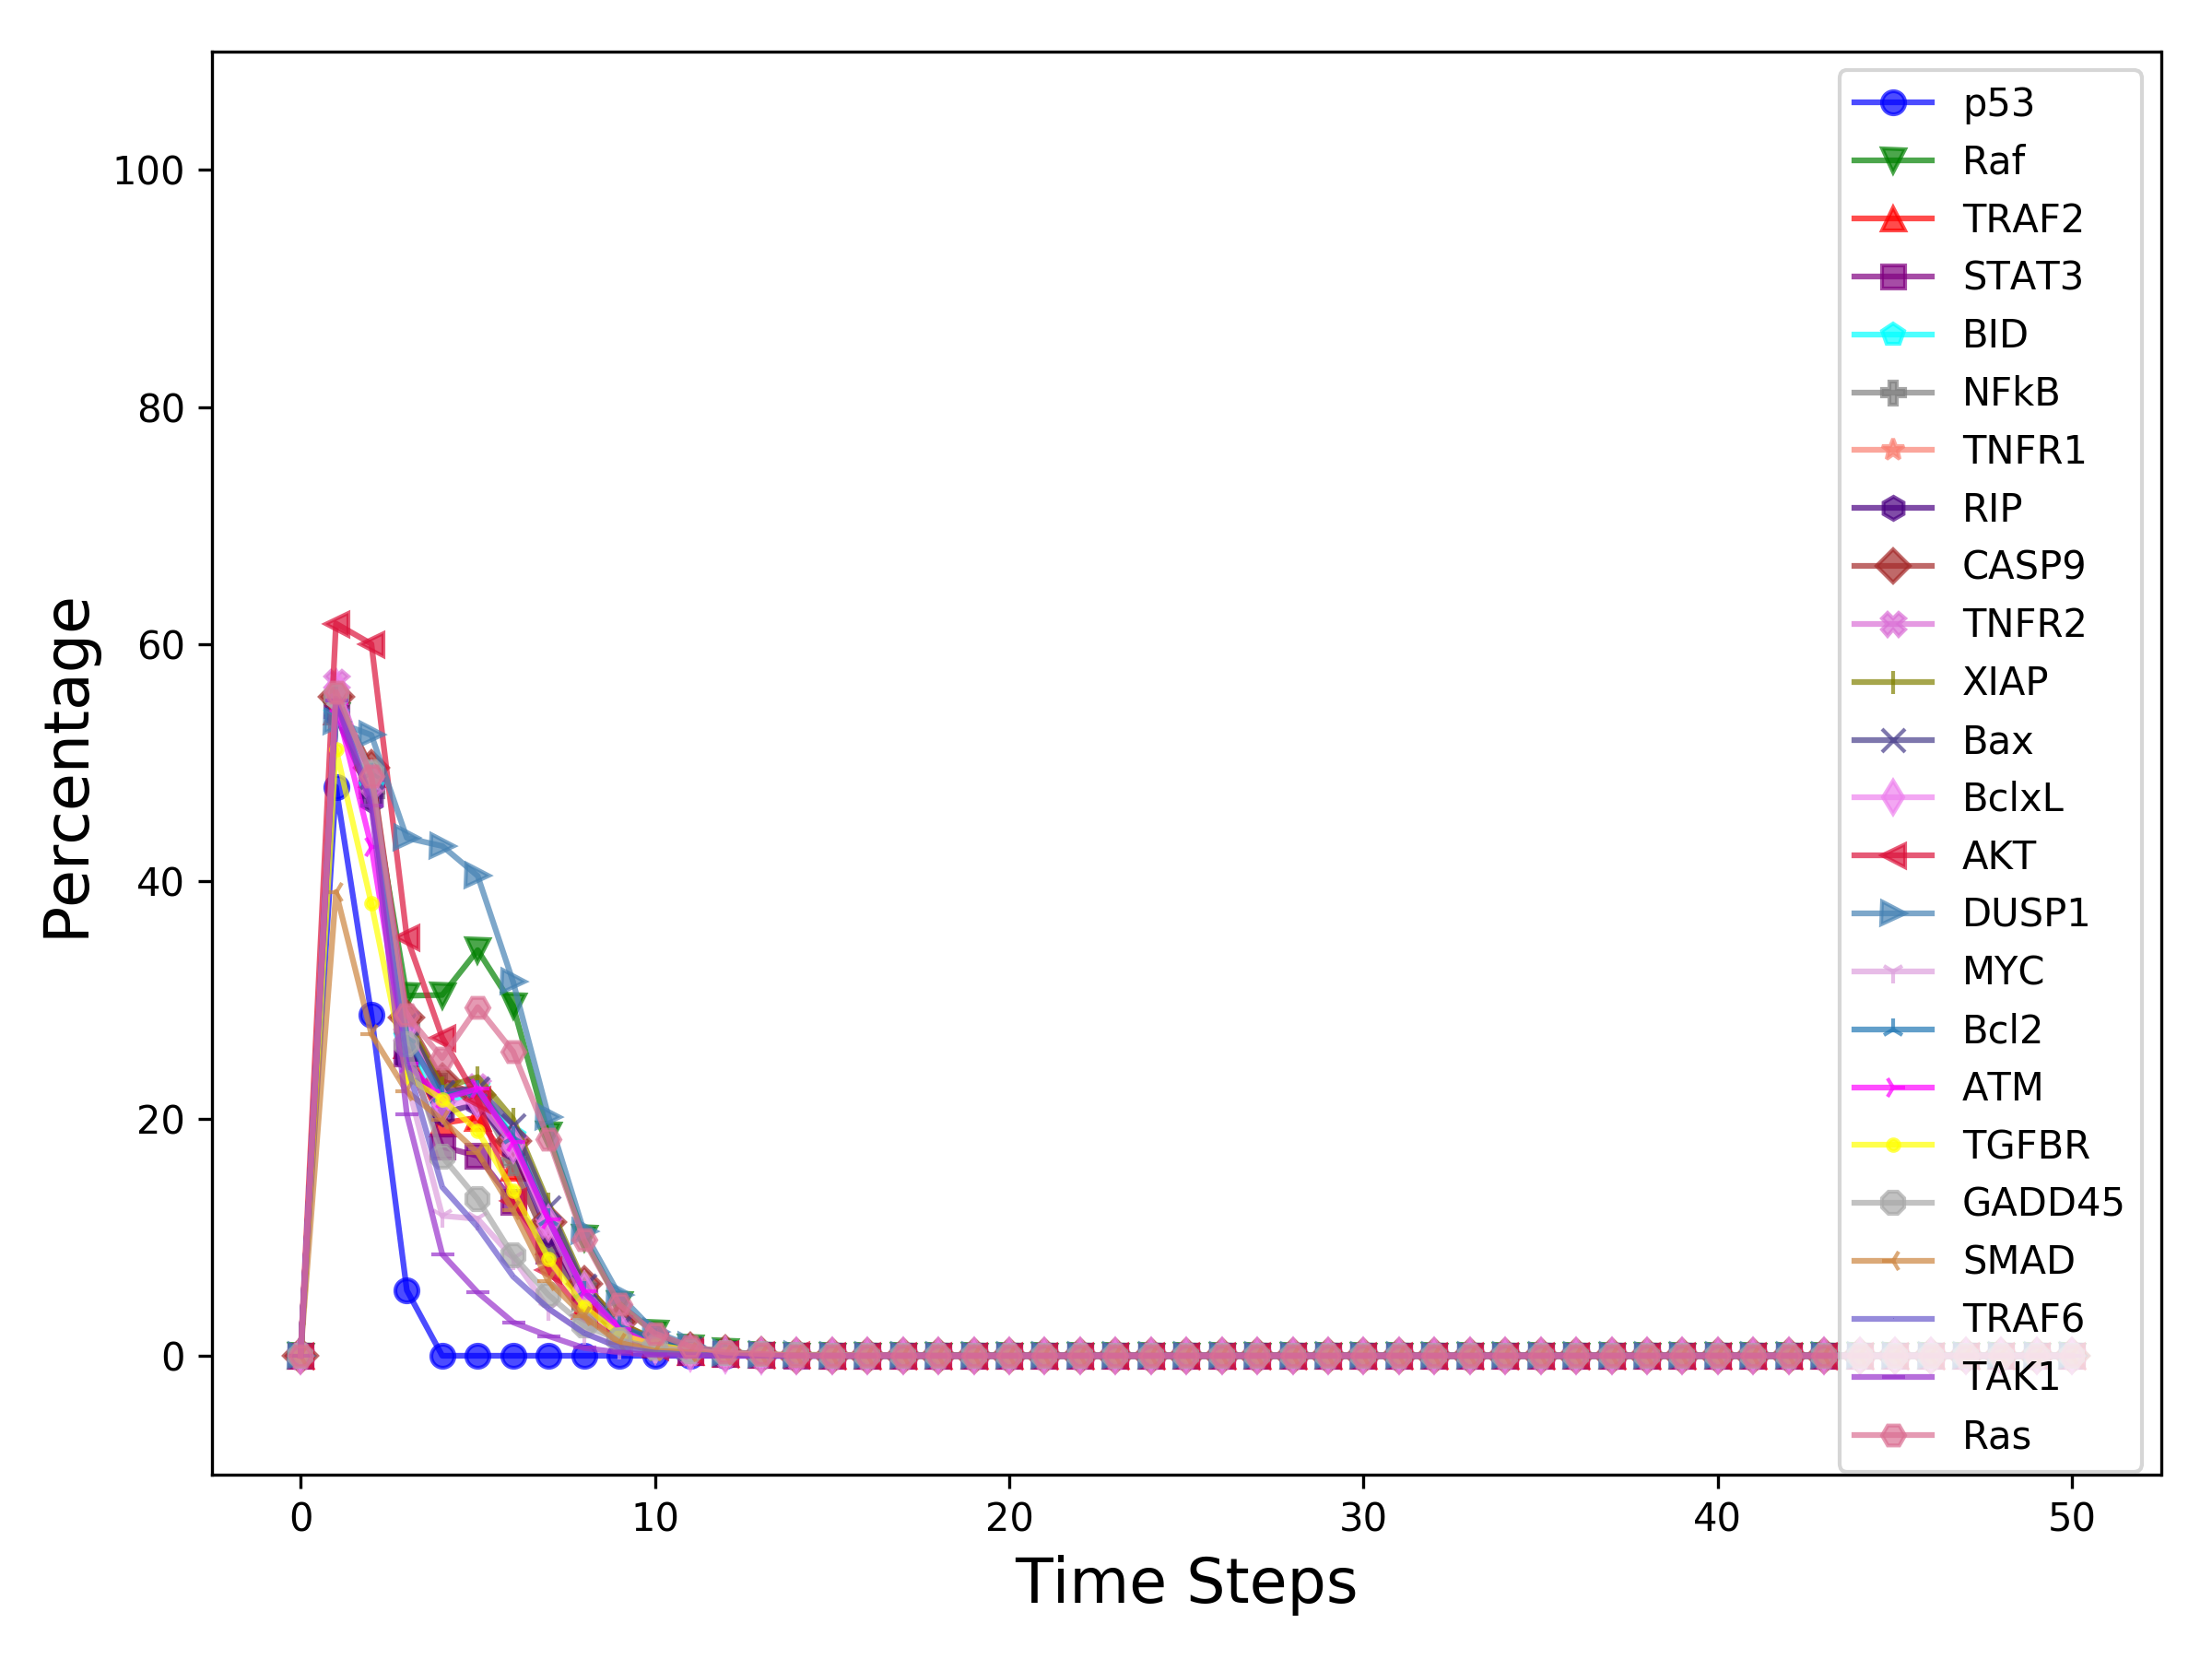 100
80
60
40
20
0
Percentage
0 10 20 30 40 50
Time Steps
p53
Raf
TRAF2
STAT3
BID
NFkB
TNFR1
RIP
CASP9
TNFR2
XIAP
Bax
BclxL
AKT
DUSP1
MYC
Bcl2
ATM
TGFBR
GADD45
SMAD
TRAF6
TAK1
Ras